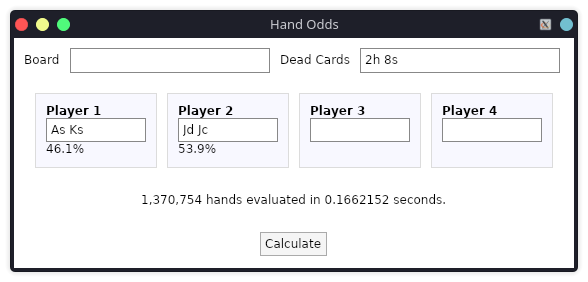 Hand Odds
Board
Dead Cards 2h 8s
Player 1
As Ks
46.1%
Player 2
Jd Jc
53.9%
Player 3
Player 4
1,370,754 hands evaluated in 0.1662152 seconds.
Calculate